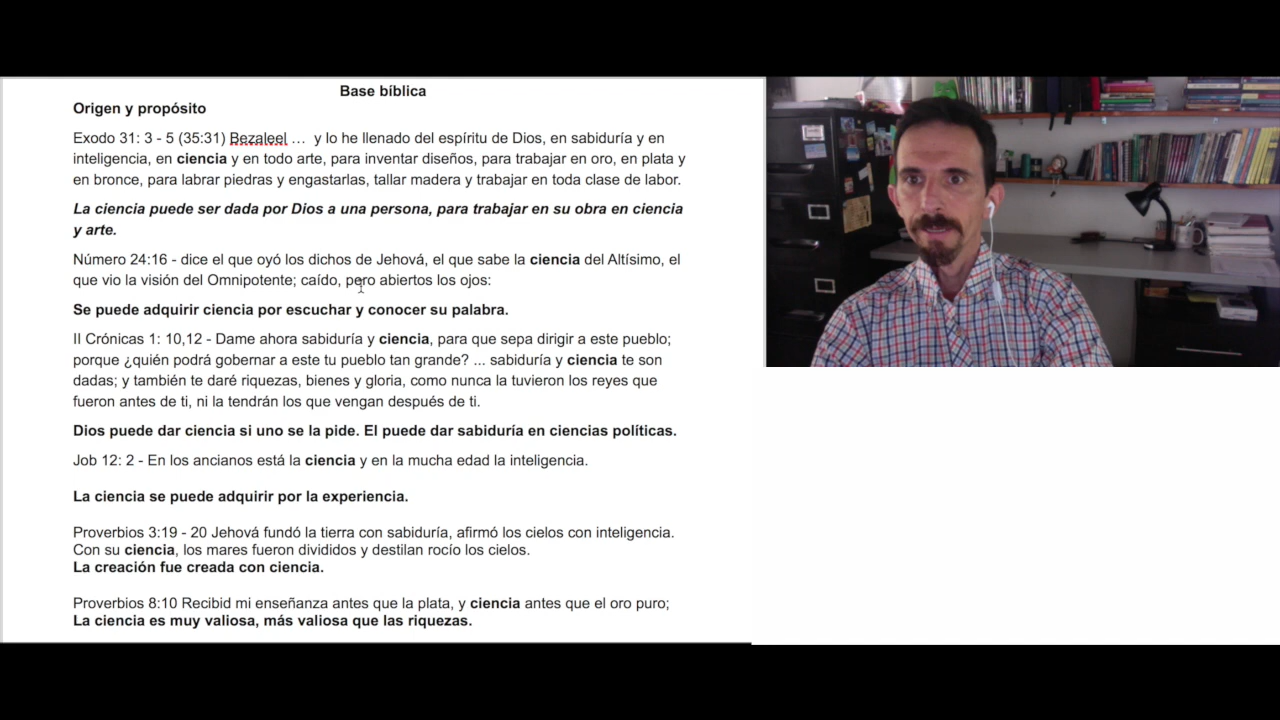 Base bíblica
Origen y propósito
Exodo 31: 3 - 5 (35:31) Bezaleel ... y lo he llenado del espíritu de Dios, en sabiduría y en
inteligencia, en ciencia y en todo arte, para inventar diseños, para trabajar en oro, en plata y
en bronce, para labrar piedras y engastarlas, tallar madera y trabajar en toda clase de labor.
La ciencia puede ser dada por Dios a una persona, para trabajar en su obra en ciencia
y arte.
Número 24:16 - dice el que oyó los dichos de Jehová, el que sabe la ciencia del Altísimo, el
que vio la visión del Omnipotente; caído, pero abiertos los ojos:
Se puede adquirir ciencia por escuchar y conocer su palabra.
II Crónicas 1: 10,12 - Dame ahora sabiduría y ciencia, para que sepa dirigir a este pueblo;
porque ¿quién podrá gobernar a este tu pueblo tan grande? ... sabiduría y ciencia te son
dadas; y también te daré riquezas, bienes y gloria, como nunca la tuvieron los reyes que
fueron antes de ti, ni la tendrán los que vengan después de ti.
Dios puede dar ciencia si uno se la pide. El puede dar sabiduría en ciencias políticas.
Job 12: 2 - En los ancianos está la ciencia y en la mucha edad la inteligencia.
La ciencia se puede adquirir por la experiencia.
Proverbios 3:19 - 20 Jehová fundó la tierra con sabiduría, afirmó los cielos con inteligencia.
Con su ciencia, los mares fueron divididos y destilan rocío los cielos.
La creación fue creada con ciencia.
Proverbios 8:10 Recibid mi enseñanza antes que la plata, y ciencia antes que el oro puro;
La ciencia es muy valiosa, más valiosa que las riquezas.